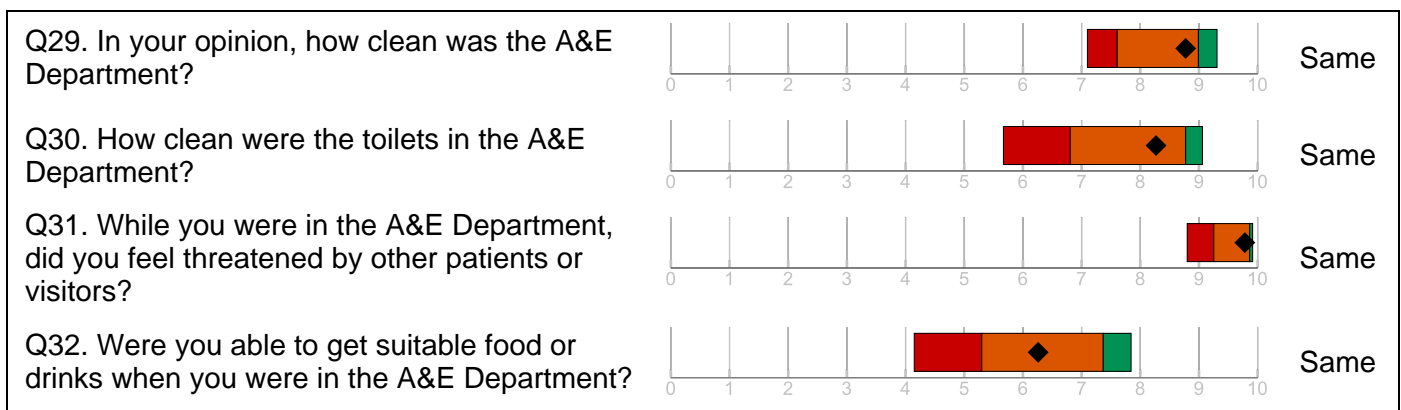 Q29. In your opinion, how clean was the A&E
Department?
0 1 2 3 4 5 6 7 8 9 10
Same
Q30. How clean were the toilets in the A&E
Department?
0 1 2 3 4 5 6 7 8 9 10
Same
Q31. While you were in the A&E Department,
did you feel threatened by other patients or
visitors?
0 1 2 3 4 5 6 7 8 9 10
Same
Q32. Were you able to get suitable food or
drinks when you were in the A&E Department?
0 1 2 3 4 5 6 7 8 9 10
Same